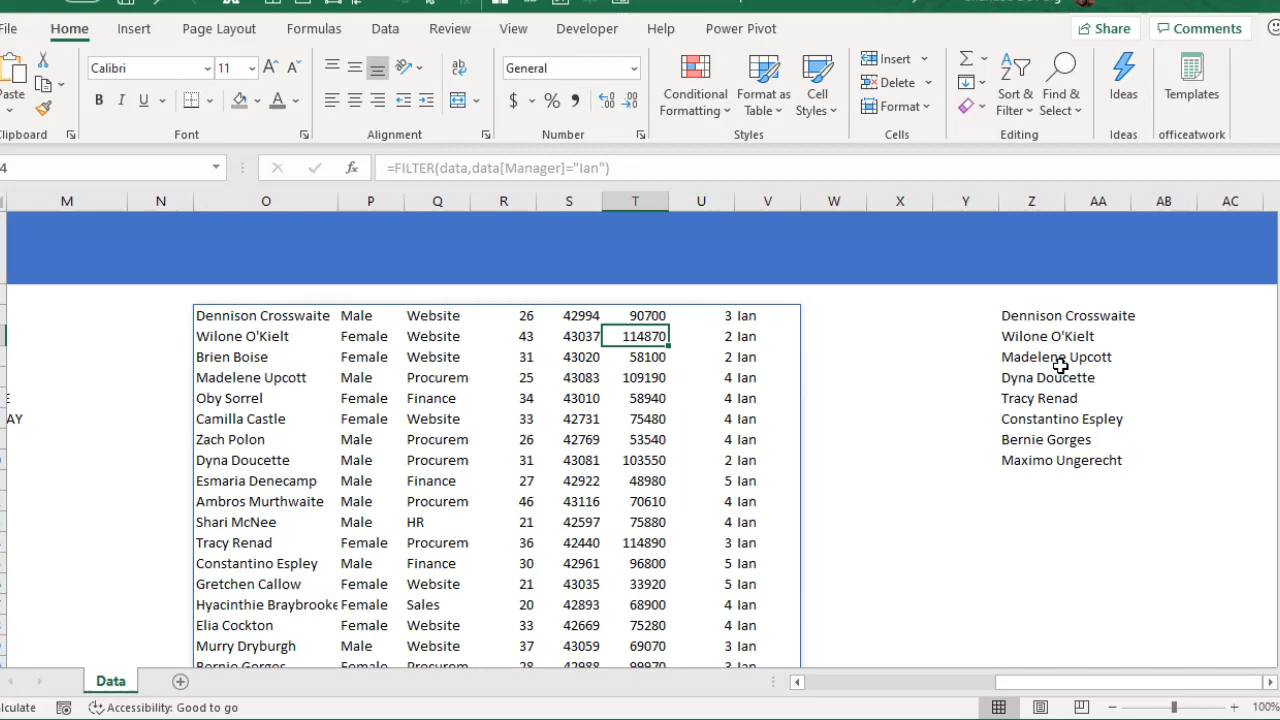 File Home Insert Page Layout Formulas Data Review View Developer Help Power Pivot Share Comments
Paste Calibri 11 General Insert
Delete
Format
B I U $ % Conditional Formatting Format as Table Cell Styles Sort & Filter Find & Select Ideas Templates
Clipboard Font Alignment Number Styles Cells Editing Ideas officeatwork
4 fx =FILTER(data,data[Manager]="Ian")
M N O P Q R S T U V W X Y Z AA AB AC
Dennison Crosswaite Male Website 26 42994 90700 3 Ian Dennison Crosswaite
Wilone O'Kielt Female Website 43 43037 114870 2 Ian Wilone O'Kielt
Brien Boise Female Website 31 43020 58100 2 Ian Madelene Upcott
Madelene Upcott Male Procurem 25 43083 109190 4 Ian Dyna Doucette
E Oby Sorrel Female Finance 34 43010 58940 4 Ian Tracy Renad
AY Camilla Castle Female Website 33 42731 75480 4 Ian Constantino Espley
Zach Polon Male Procurem 26 42769 53540 4 Ian Bernie Gorges
Dyna Doucette Male Procurem 31 43081 103550 2 Ian Maximo Ungerecht
Esmaria Denecamp Male Finance 27 42922 48980 5 Ian
Ambros Murthwaite Male Procurem 46 43116 70610 4 Ian
Shari McNee Male HR 21 42597 75880 4 Ian
Tracy Renad Female Procurem 36 42440 114890 3 Ian
Constantino Espley Male Finance 30 42961 96800 5 Ian
Gretchen Callow Female Website 21 43035 33920 5 Ian
Hyacinthie Braybrooke Female Sales 20 42893 68900 4 Ian
Elia Cockton Female Website 33 42669 75280 4 Ian
Murry Dryburgh Male Website 37 43059 69070 3 Ian
Bernie Gorges Female Procurem 28 42988 99970 3 Ian
Data
lculate Accessibility: Good to go 100%